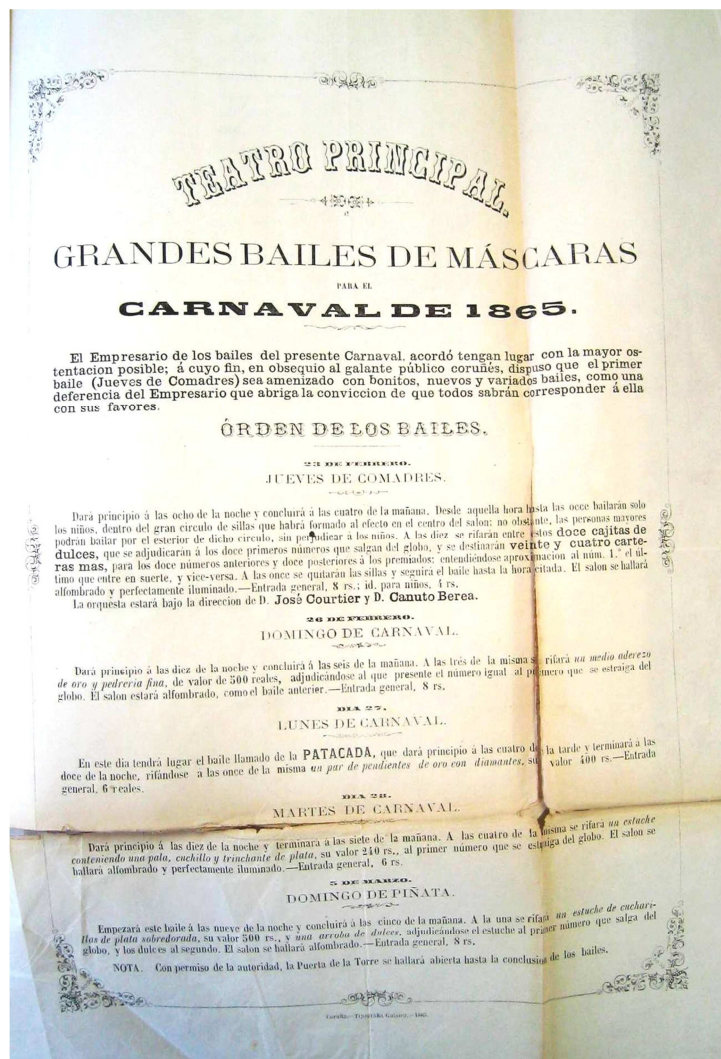 TEATRO PRINCIPAL.
GRANDES BAILES DE MÁSCARAS
PARA EL
CARNAVAL DE 1865.
El Empresario de los bailes del presente Carnaval, acordó tengan lugar con la mayor os-
tentacion posible; á cuyo fin, en obsequio al galante público coruñés, dispuso que el primer
baile (Jueves de Comadres) sea amenizado con bonitos, nuevos y variados bailes, como una
deferencia del Empresario que abriga la conviccion de que todos sabrán corresponder á ella
con sus favores.
ÓRDEN DE LOS BAILES.
23 DE FEBRERO.
JUEVES DE COMADRES.
Dará principio á las ocho de la noche y concluirá á las cuatro de la mañana. Desde aquella hora hasta las once bailarán solo
los niños, dentro del gran circulo de sillas que habrá formado al efecto en el centro del salon: no obstante, las personas mayores
podrán bailar por el esterior de dicho circulo, sin perjudicar á los niños. A las diez se rifarán entre estos doce cajitas de
dulces, que se adjudicarán á los doce primeros números que salgan del globo, y se destinarán veinte y cuatro carte-
ras mas, para los doce números anteriores y doce posteriores á los premiados: entendiéndose aproximacion al núm. 1.º el úl-
timo que entre en suerte, y vice-versa. A las once se quitarán las sillas y seguirá el baile hasta la hora citada. El salon se hallará
alfombrado y perfectamente iluminado.—Entrada general, 8 rs.; id. para niños, 4 rs.
La orquesta estará bajo la direccion de D. José Courtier y D. Canuto Berea.
26 DE FEBRERO.
DOMINGO DE CARNAVAL.
Dará principio á las diez de la noche y concluirá á las seis de la mañana. A las tres de la misma se rifará un medio aderezo
de oro y pedreria fina, de valor de 500 reales, adjudicándose al que presente el número igual al primero que se estraiga del
globo. El salon estará alfombrado, como el baile anterior.—Entrada general, 8 rs.
DIA 27.
LUNES DE CARNAVAL.
En este dia tendrá lugar el baile llamado de la PATACADA, que dará principio á las cuatro de la tarde y terminará á las
doce de la noche, rifándose á las once de la misma un par de pendientes de oro con diamantes, su valor 400 rs.—Entrada
general, 6 reales.
DIA 28.
MARTES DE CARNAVAL.
Dará principio á las diez de la noche y terminará á las siete de la mañana. A las cuatro de la misma se rifará un estuche
conteniendo una pala, cuchillo y trinchante de plata, su valor 240 rs., al primer número que se estraiga del globo. El salon se
hallará alfombrado y perfectamente iluminado.—Entrada general, 6 rs.
5 DE MARZO.
DOMINGO DE PIÑATA.
Empezará este baile á las nueve de la noche y concluirá á las cinco de la mañana. A la una se rifará un estuche de cuchari-
llas de plata sobredorada, su valor 500 rs., y una arroba de dulces, adjudicándose el estuche al primer número que salga del
globo, y los dulces al segundo. El salon se hallará alfombrado.—Entrada general, 8 rs.
NOTA. Con permiso de la autoridad, la Puerta de la Torre se hallará abierta hasta la conclusion de los bailes.
Coruña.—Tipografía Galaica.—1865.